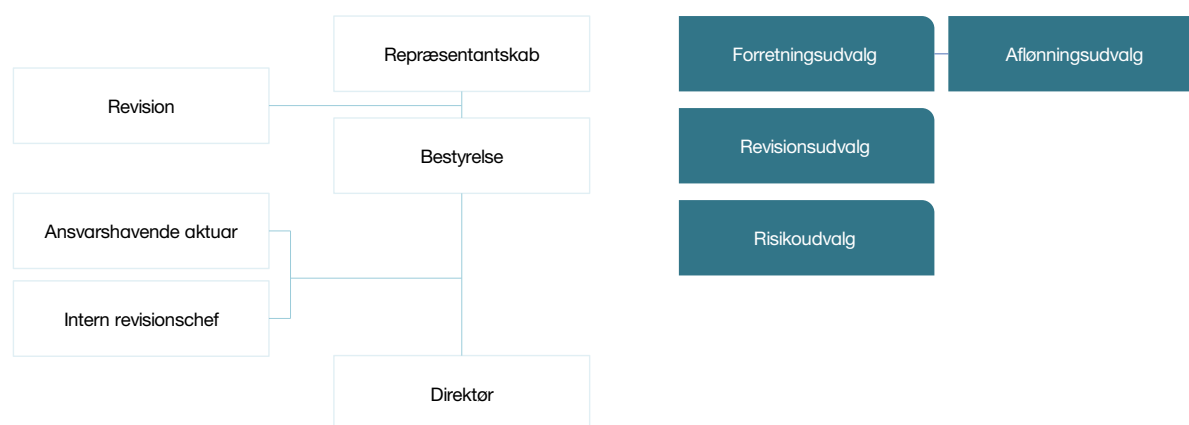 Repræsentantskab
Revision
Bestyrelse
Ansvarshavende aktuar
Intern revisionschef
Direktør
Forretningsudvalg
Aflønningsudvalg
Revisionsudvalg
Risikoudvalg